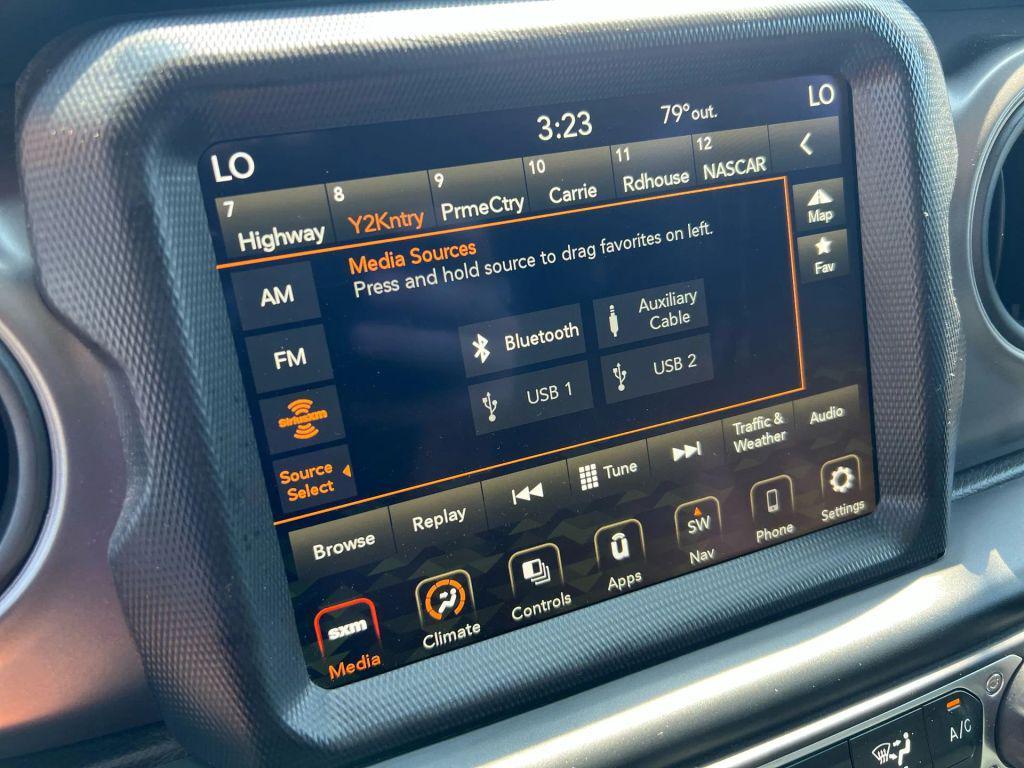 LO
3:23
79° out.
LO
7 Highway
8 Y2Kntry
9 PrmeCtry
10 Carrie
11 Rdhouse
12 NASCAR
Media Sources
Press and hold source to drag favorites on left.
AM
FM
SiriusXM
Source
Select
Bluetooth
Auxiliary
Cable
USB 1
USB 2
Map
Fav
Browse
Replay
Tune
Traffic &
Weather
Audio
sxm
Media
Climate
Controls
Apps
SW
Nav
Phone
Settings
A/C